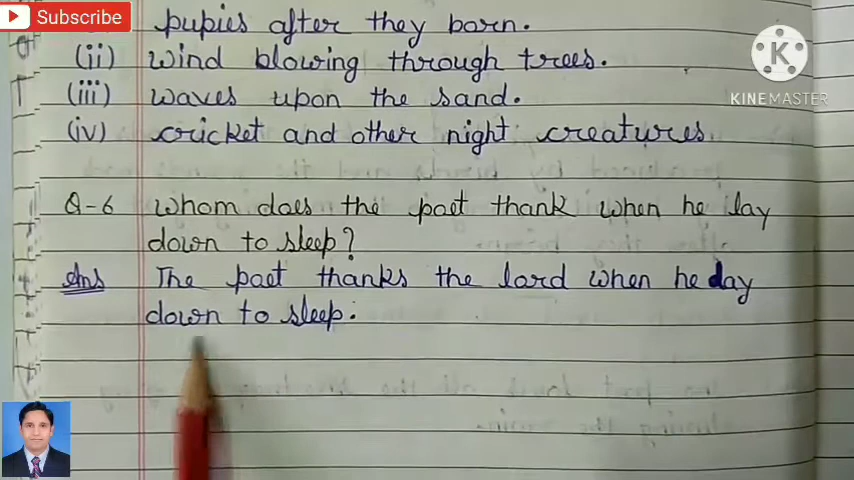 Subscribe
pupies after they born.
(ii) wind blowing through trees.
K
KINEMASTER
(iii) waves upon the sand.
(iv) cricket and other night creatures
Q-6 Whom does the poet thank when he lay
down to sleep?
Ans The poet thanks the lord when he lay
down to sleep.